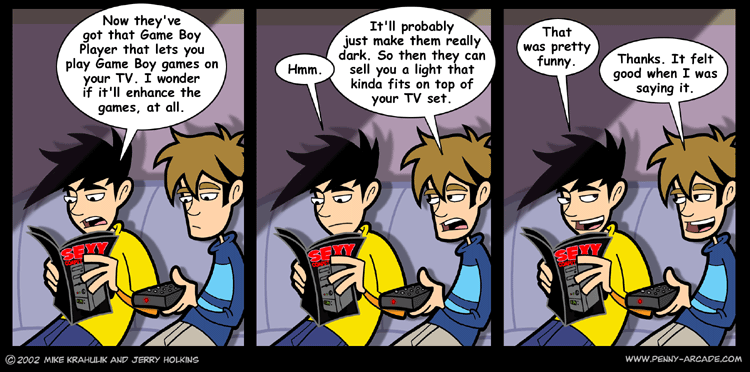 Now they've
got that Game Boy
Player that lets you
play Game Boy games on
your TV. I wonder
if it'll enhance the
games, at all.
SEXY
Hmm.
It'll probably
just make them really
dark. So then they can
sell you a light that
kinda fits on top of
your TV set.
SEXY
That
was pretty
funny.
Thanks. It felt
good when I was
saying it.
SEXY
©2002 MIKE KRAHULIK AND JERRY HOLKINS
WWW.PENNY-ARCADE.COM